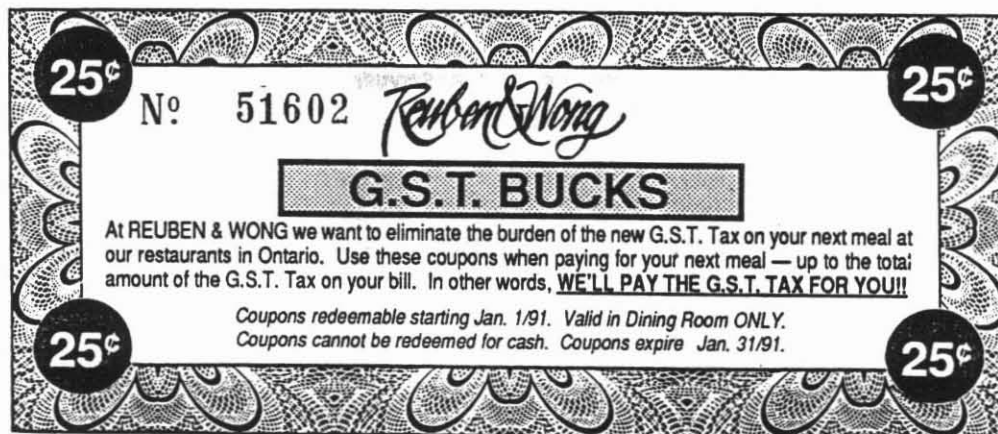 25¢ 25¢
Nº 51602 Reuben & Wong
G.S.T. BUCKS
At REUBEN & WONG we want to eliminate the burden of the new G.S.T. Tax on your next meal at
our restaurants in Ontario. Use these coupons when paying for your next meal — up to the total
amount of the G.S.T. Tax on your bill. In other words, WE'LL PAY THE G.S.T. TAX FOR YOU!!
Coupons redeemable starting Jan. 1/91. Valid in Dining Room ONLY.
Coupons cannot be redeemed for cash. Coupons expire Jan. 31/91.
25¢ 25¢